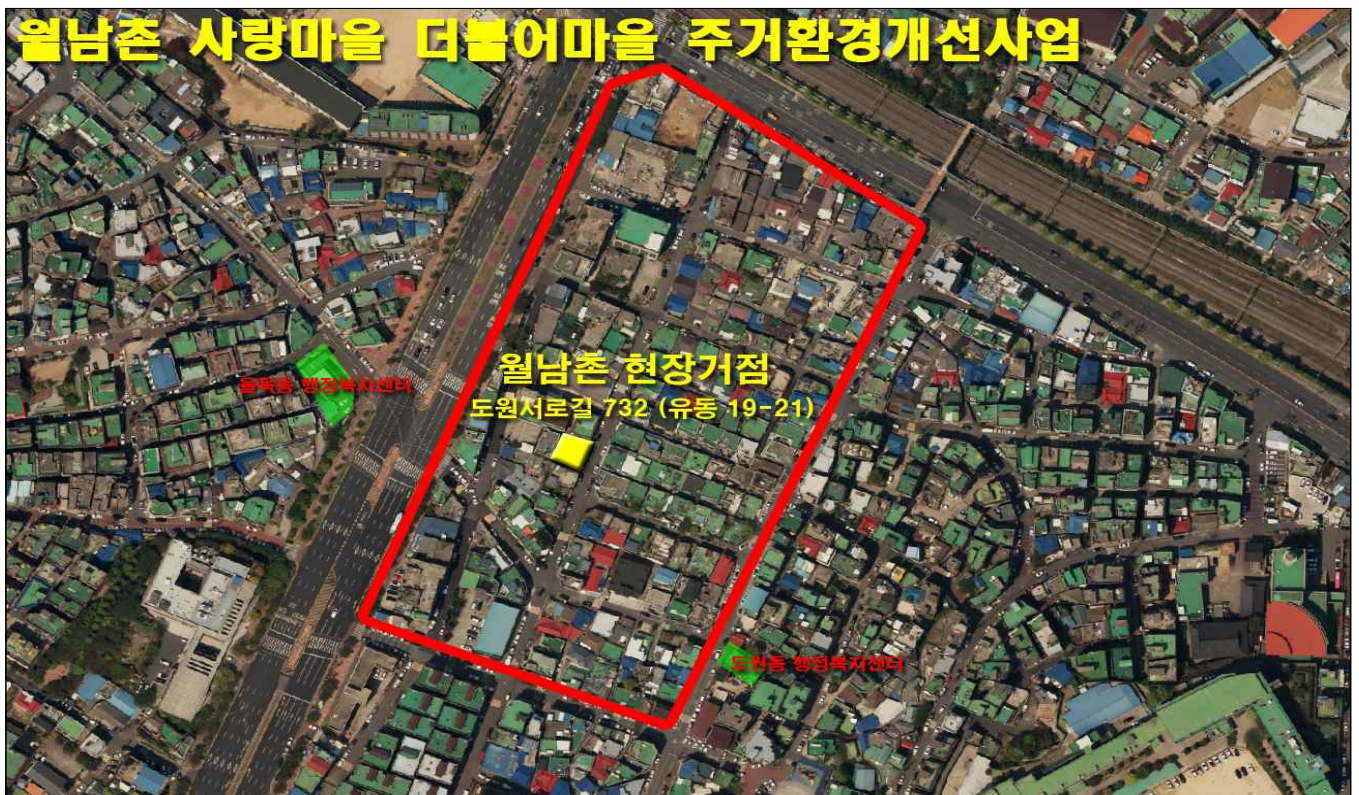 월남촌 사랑마을 더불어마을 주거환경개선사업
월남촌 현장거점
도원서로길 732 (유동 19-21)
행정복지센터
도원동 행정복지센터